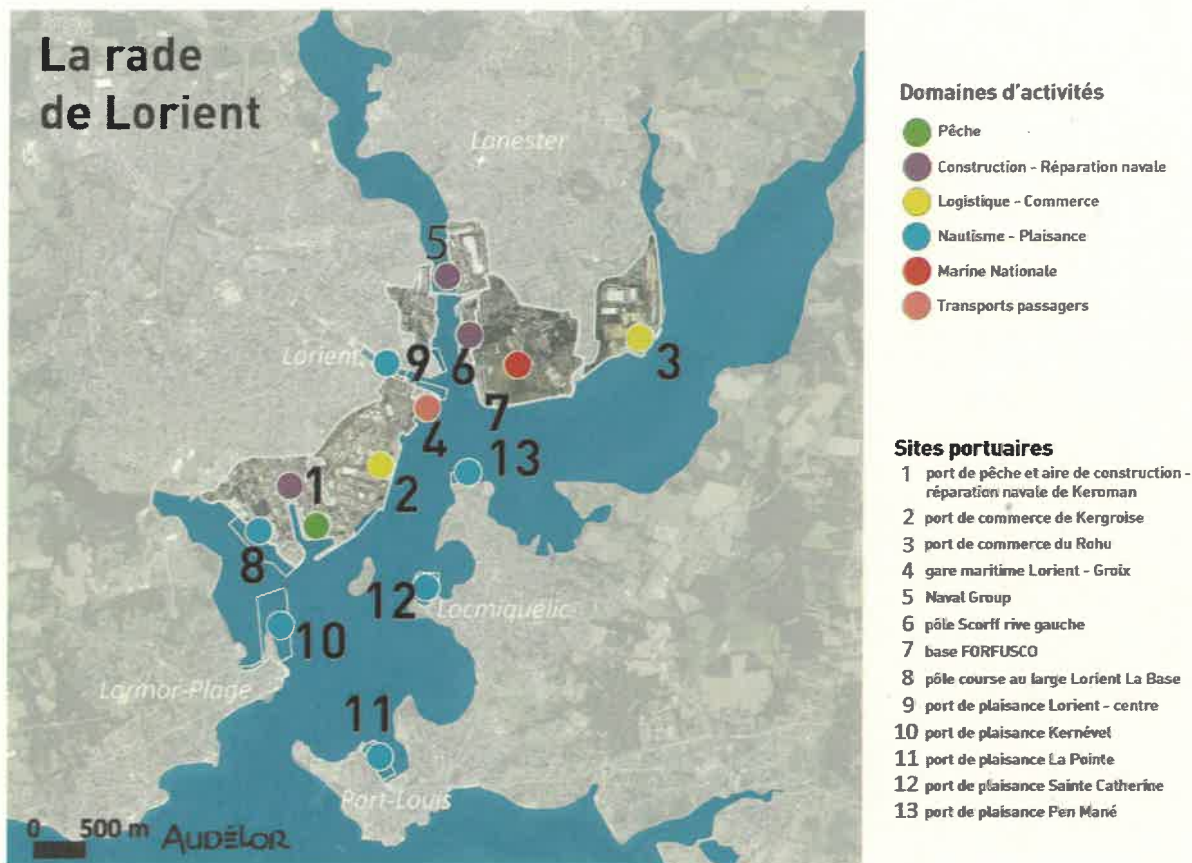 La rade
de Lorient
Lanester
5
Lorient
9
6
3
7
4
13
1
2
8
12
Locmiquélic
10
Larmor-Plage
11
Port-Louis
0 500 m AUDÉLOR
Domaines d'activités
Pêche
Construction - Réparation navale
Logistique - Commerce
Nautisme - Plaisance
Marine Nationale
Transports passagers
Sites portuaires
1 port de pêche et aire de construction -
réparation navale de Keroman
2 port de commerce de Kergroise
3 port de commerce du Rohu
4 gare maritime Lorient - Groix
5 Naval Group
6 pôle Scorff rive gauche
7 base FORFUSCO
8 pôle course au large Lorient La Base
9 port de plaisance Lorient - centre
10 port de plaisance Kernével
11 port de plaisance La Pointe
12 port de plaisance Sainte Catherine
13 port de plaisance Pen Mané